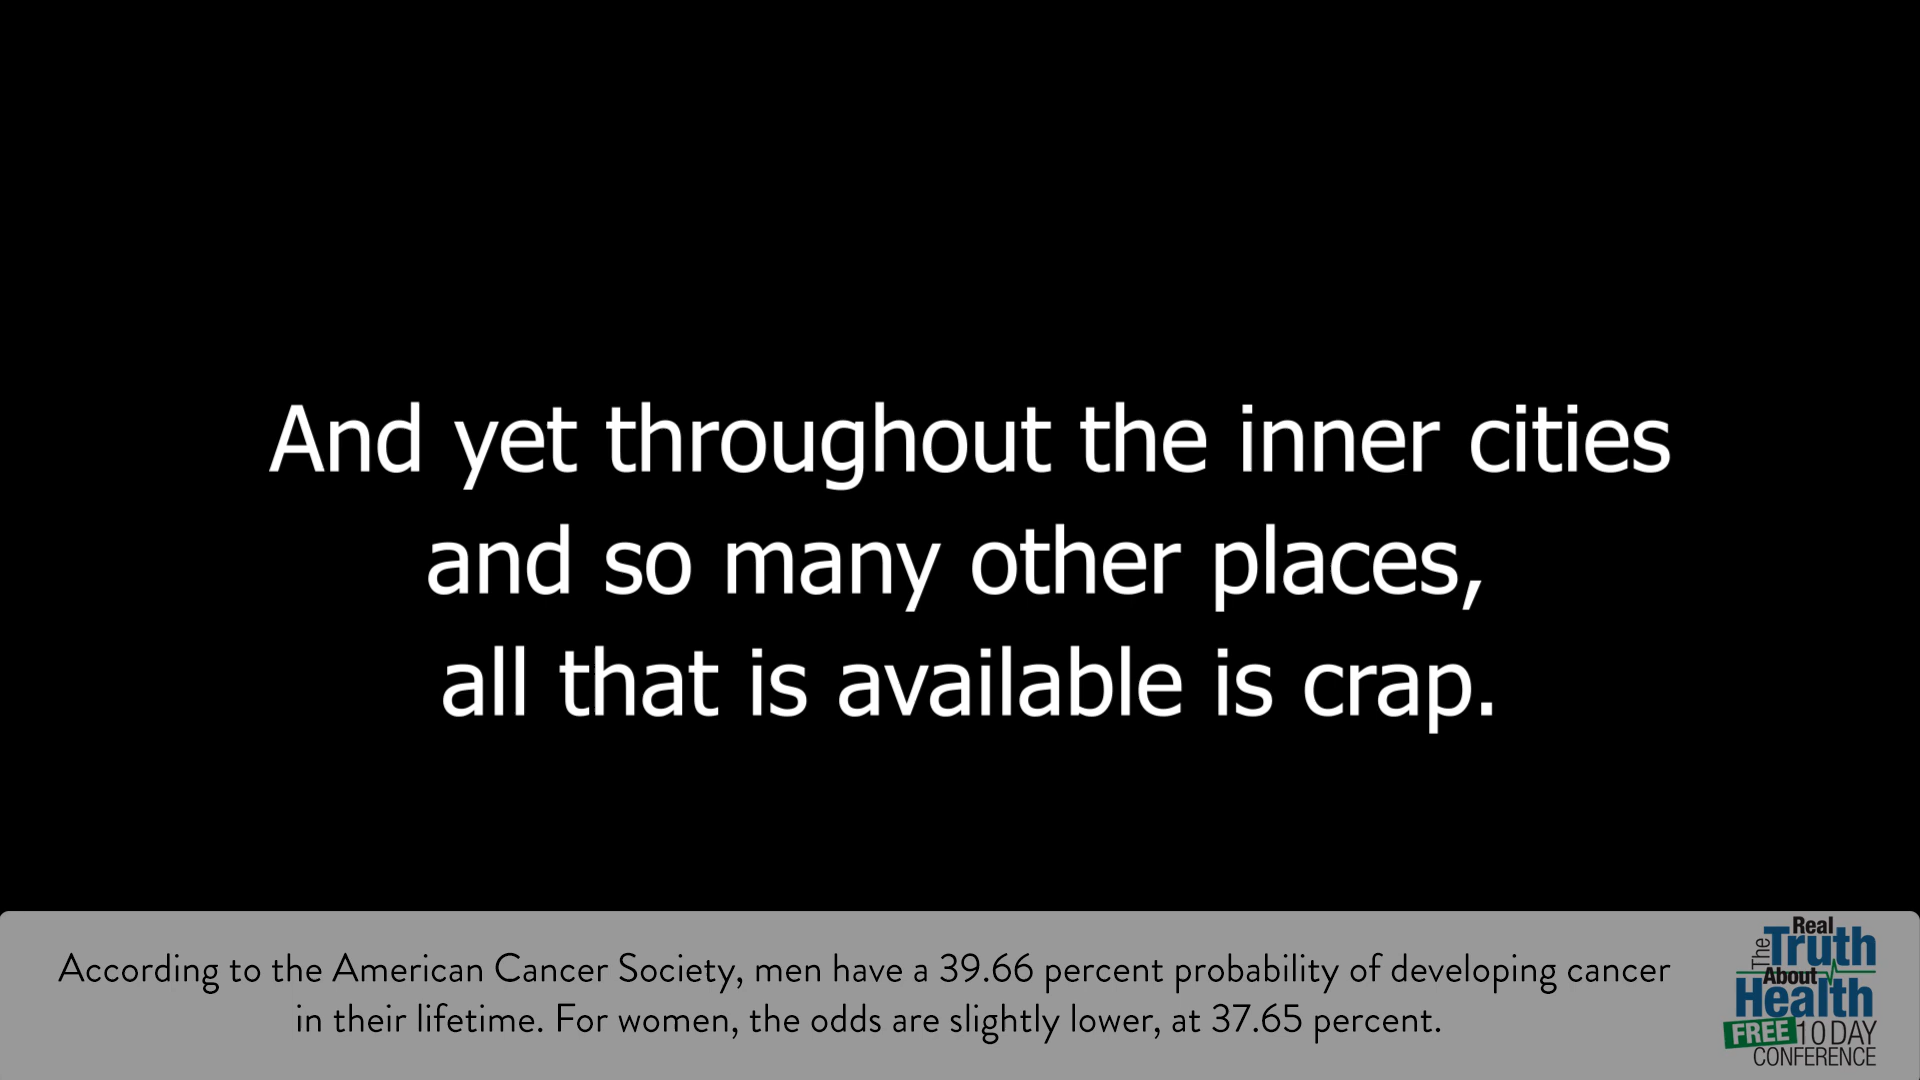 And yet throughout the inner cities
and so many other places,
all that is available is crap.
According to the American Cancer Society, men have a 39.66 percent probability of developing cancer
in their lifetime. For women, the odds are slightly lower, at 37.65 percent.
The Real
Truth
About
Health
FREE 10 DAY
CONFERENCE